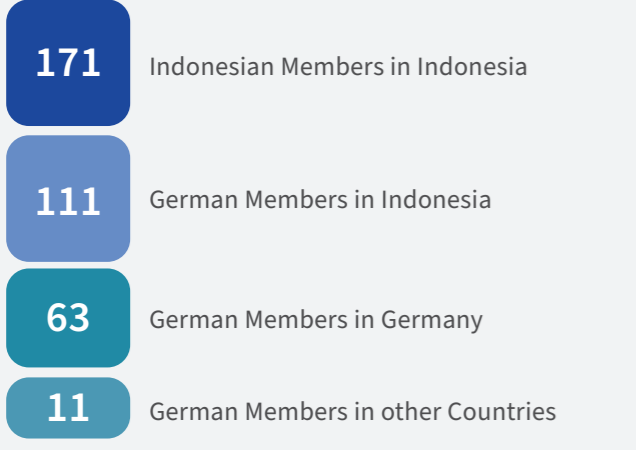 171 Indonesian Members in Indonesia
111 German Members in Indonesia
63 German Members in Germany
11 German Members in other Countries